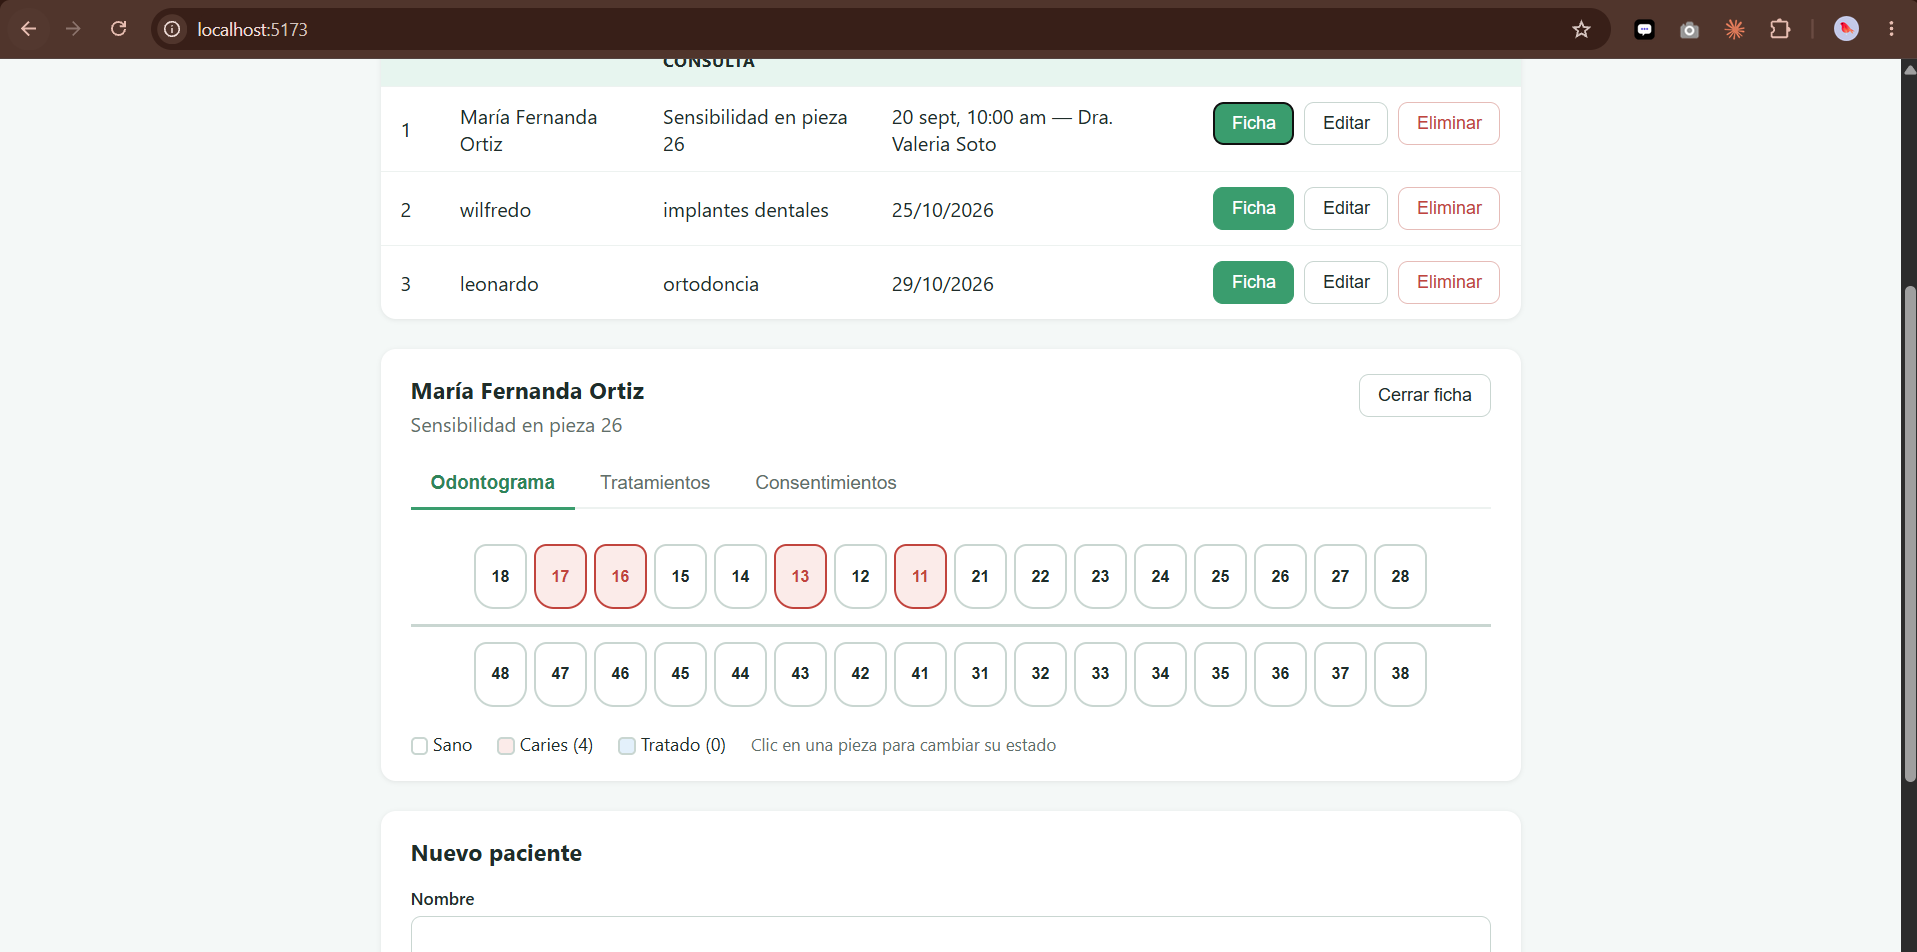 localhost:5173
CONSULTA
1 María Fernanda Ortiz Sensibilidad en pieza 26 20 sept, 10:00 am — Dra. Valeria Soto Ficha Editar Eliminar
2 wilfredo implantes dentales 25/10/2026 Ficha Editar Eliminar
3 leonardo ortodoncia 29/10/2026 Ficha Editar Eliminar
María Fernanda Ortiz Cerrar ficha
Sensibilidad en pieza 26
Odontograma Tratamientos Consentimientos
18 17 16 15 14 13 12 11 21 22 23 24 25 26 27 28
48 47 46 45 44 43 42 41 31 32 33 34 35 36 37 38
Sano Caries (4) Tratado (0) Clic en una pieza para cambiar su estado
Nuevo paciente
Nombre